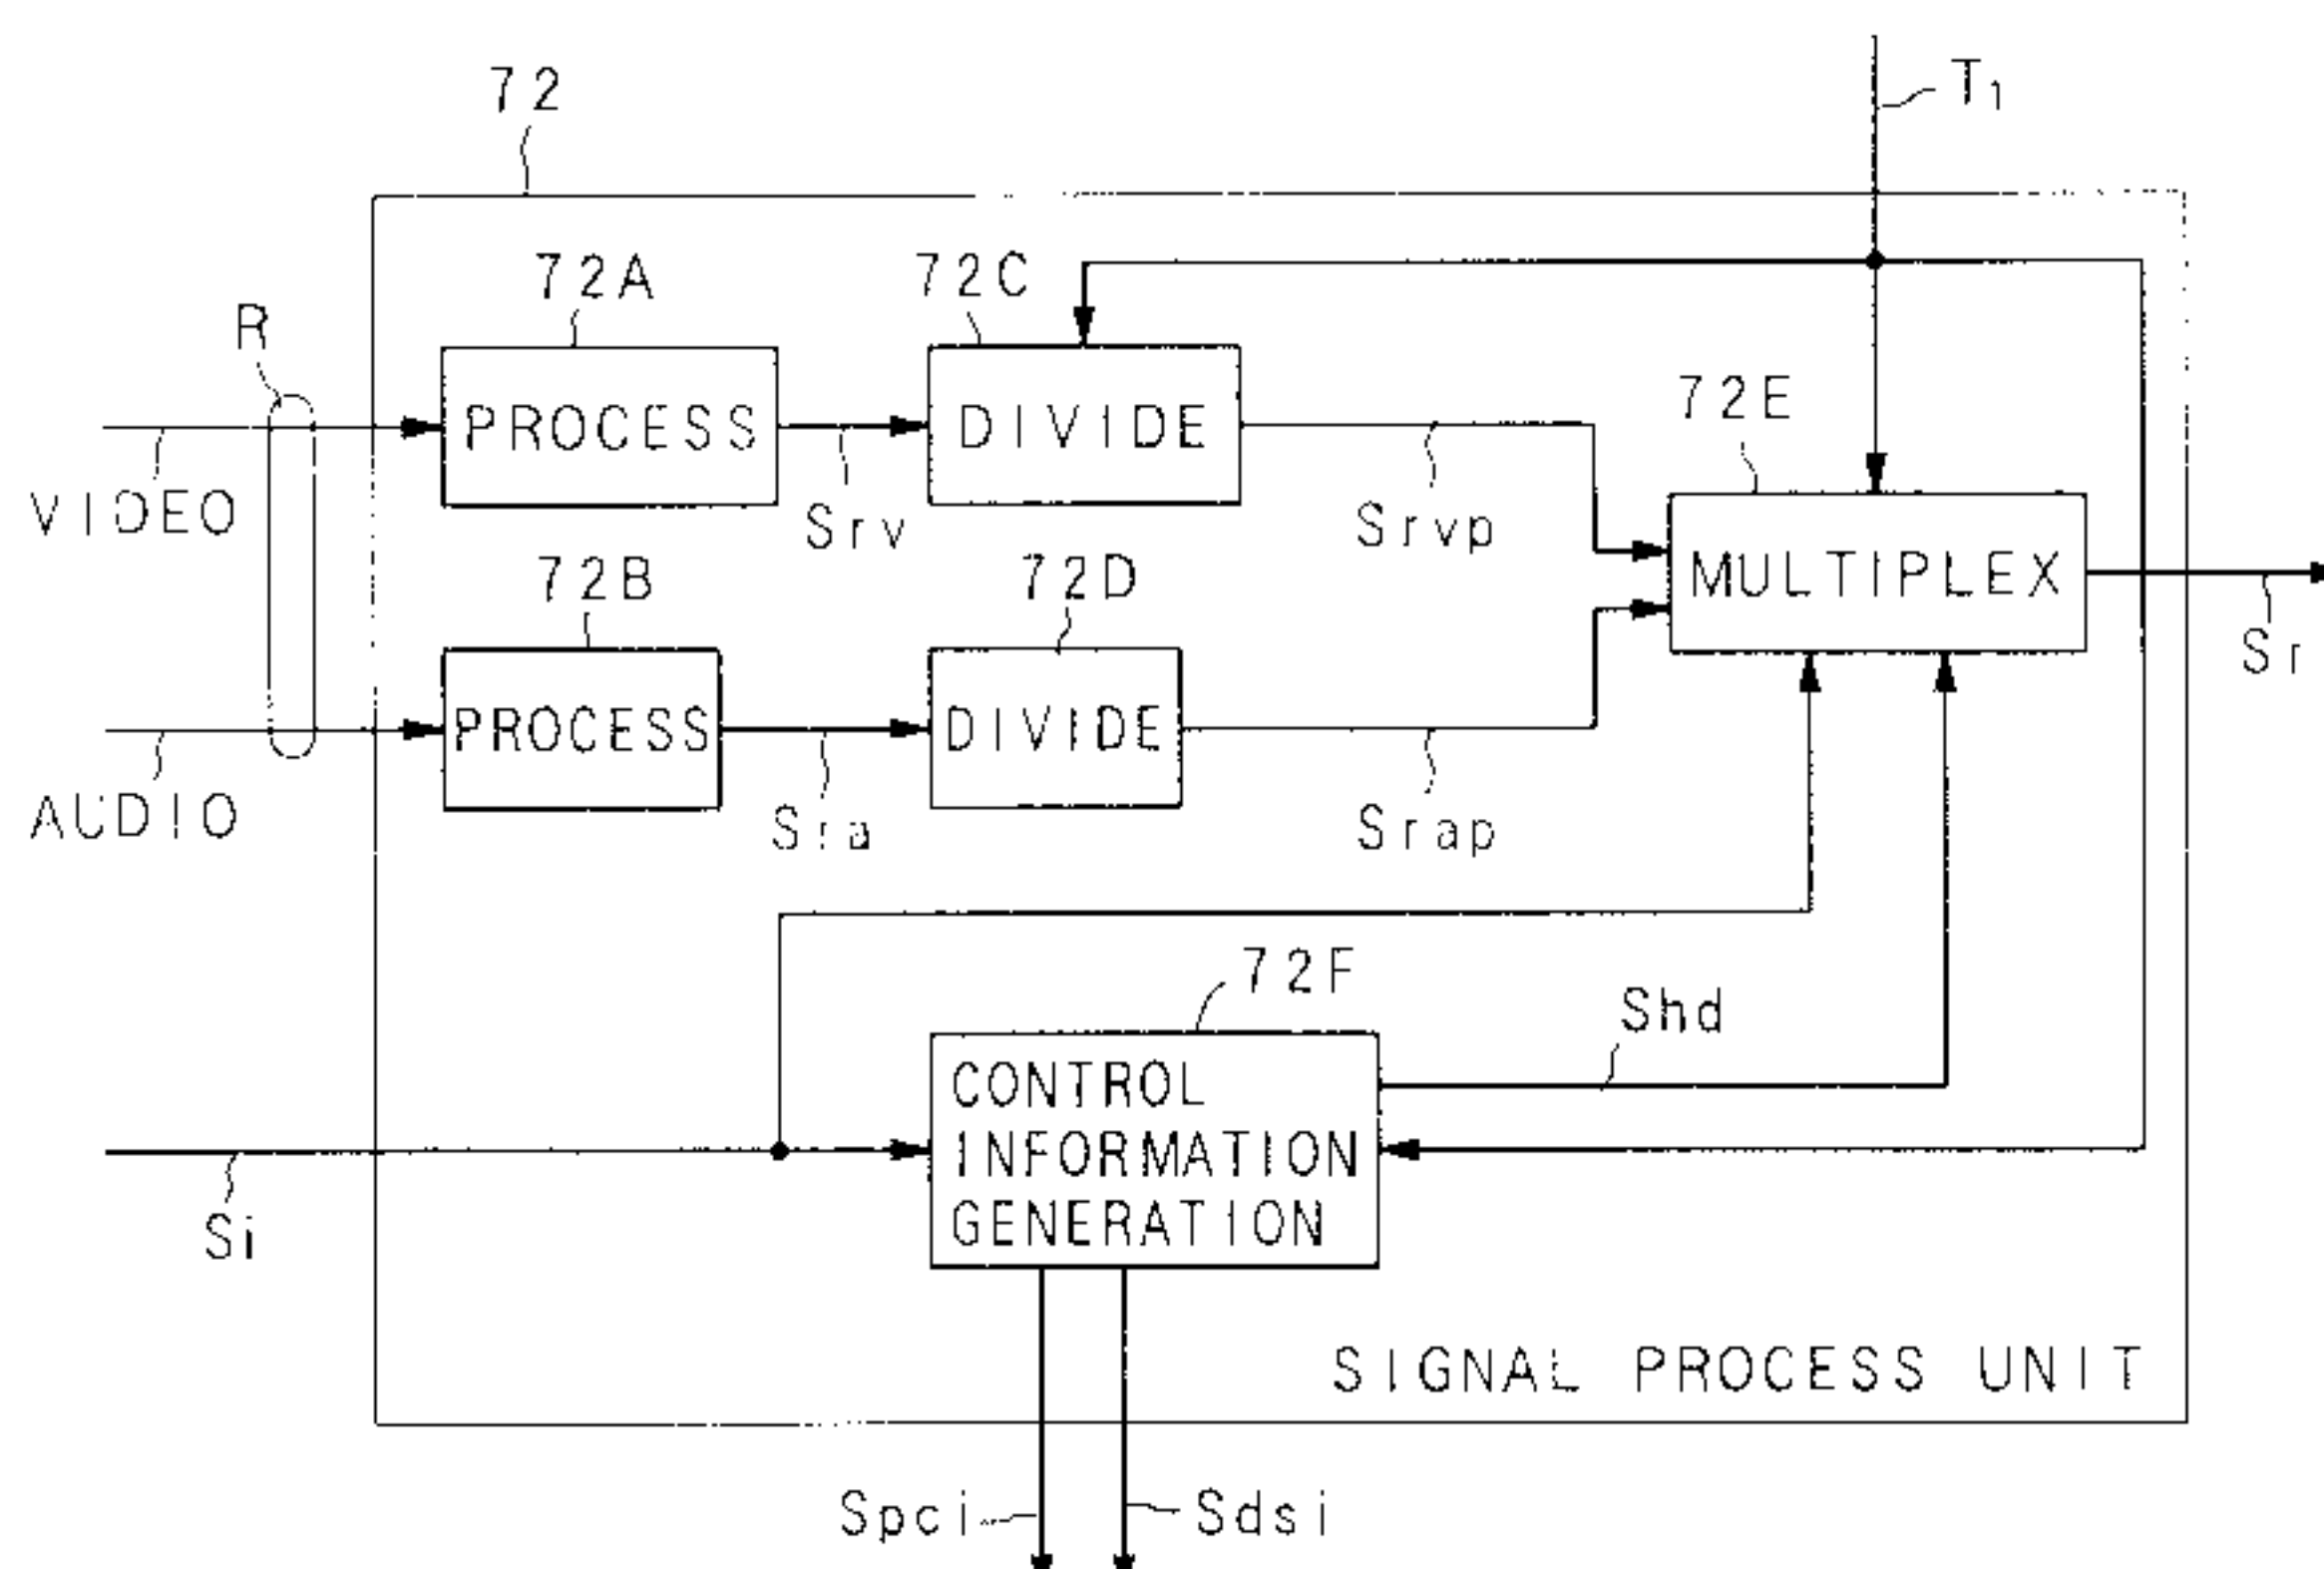 72
T1
72A
72C
R
PROCESS
DIVIDE
72E
VIDEO
Srv
Srvp
MULTIPLEX
72B
72D
Sr
PROCESS
DIVIDE
AUDIO
Sra
Srap
72F
Shd
CONTROL
INFORMATION
GENERATION
Si
SIGNAL PROCESS UNIT
Spci
Sdsi